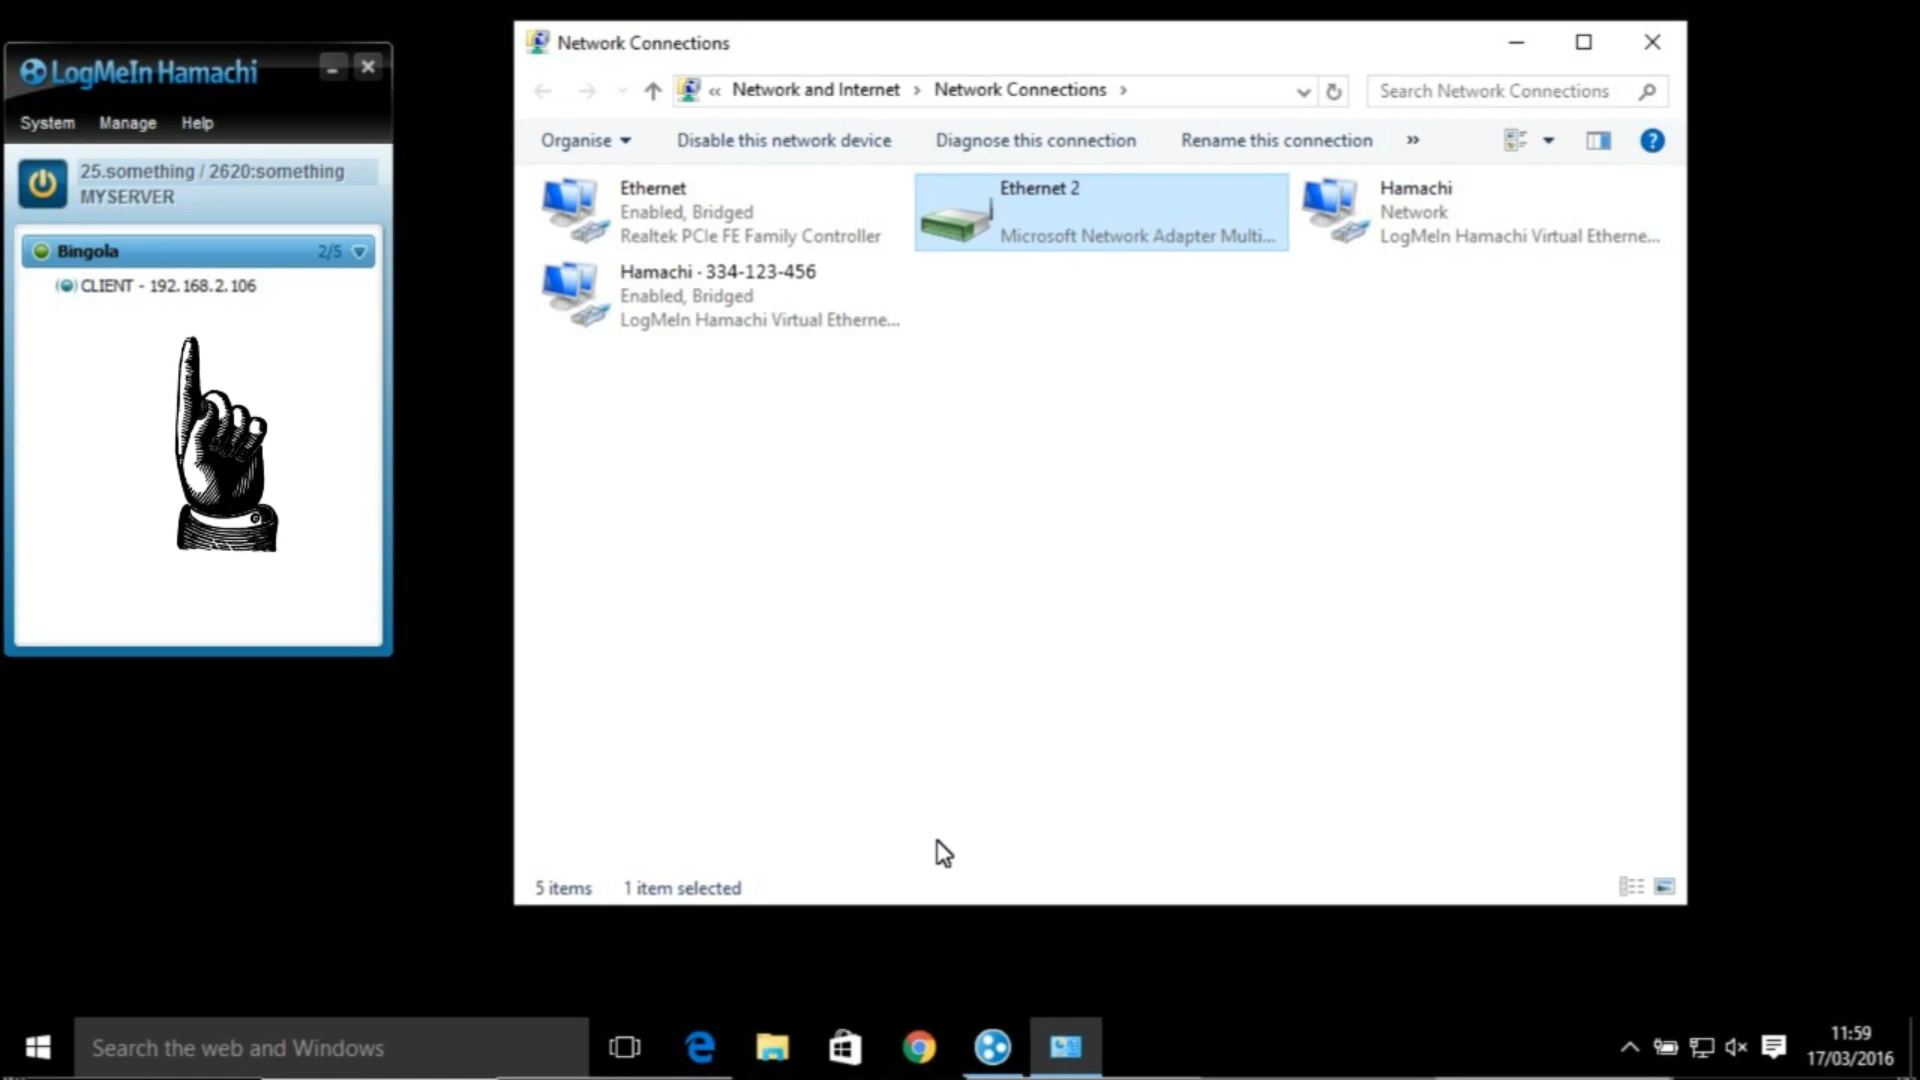 LogMeIn Hamachi
System Manage Help
25.something / 2620:something
MYSERVER
Bingola 2/5
CLIENT - 192.168.2.106
Network Connections
« Network and Internet › Network Connections ›
Search Network Connections
Organise
Disable this network device
Diagnose this connection
Rename this connection
»
Ethernet
Enabled, Bridged
Realtek PCIe FE Family Controller
Ethernet 2
Microsoft Network Adapter Multi...
Hamachi
Network
LogMeIn Hamachi Virtual Etherne...
Hamachi - 334-123-456
Enabled, Bridged
LogMeIn Hamachi Virtual Etherne...
5 items 1 item selected
Search the web and Windows
11:59
17/03/2016